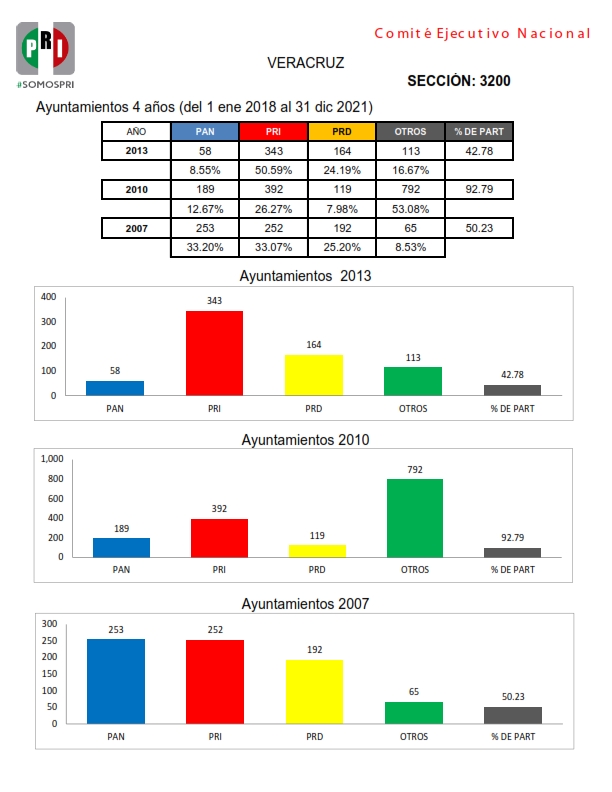 Comité Ejecutivo Nacional
PRI
#SOMOSPRI
VERACRUZ
SECCIÓN: 3200
Ayuntamientos 4 años (del 1 ene 2018 al 31 dic 2021)
AÑO PAN PRI PRD OTROS % DE PART
2013 58 343 164 113 42.78
8.55% 50.59% 24.19% 16.67%
2010 189 392 119 792 92.79
12.67% 26.27% 7.98% 53.08%
2007 253 252 192 65 50.23
33.20% 33.07% 25.20% 8.53%
Ayuntamientos 2013
400
300
200
100
0
58 343 164 113 42.78
PAN PRI PRD OTROS % DE PART
Ayuntamientos 2010
1,000
800
600
400
200
0
189 392 119 792 92.79
PAN PRI PRD OTROS % DE PART
Ayuntamientos 2007
300
250
200
150
100
50
0
253 252 192 65 50.23
PAN PRI PRD OTROS % DE PART